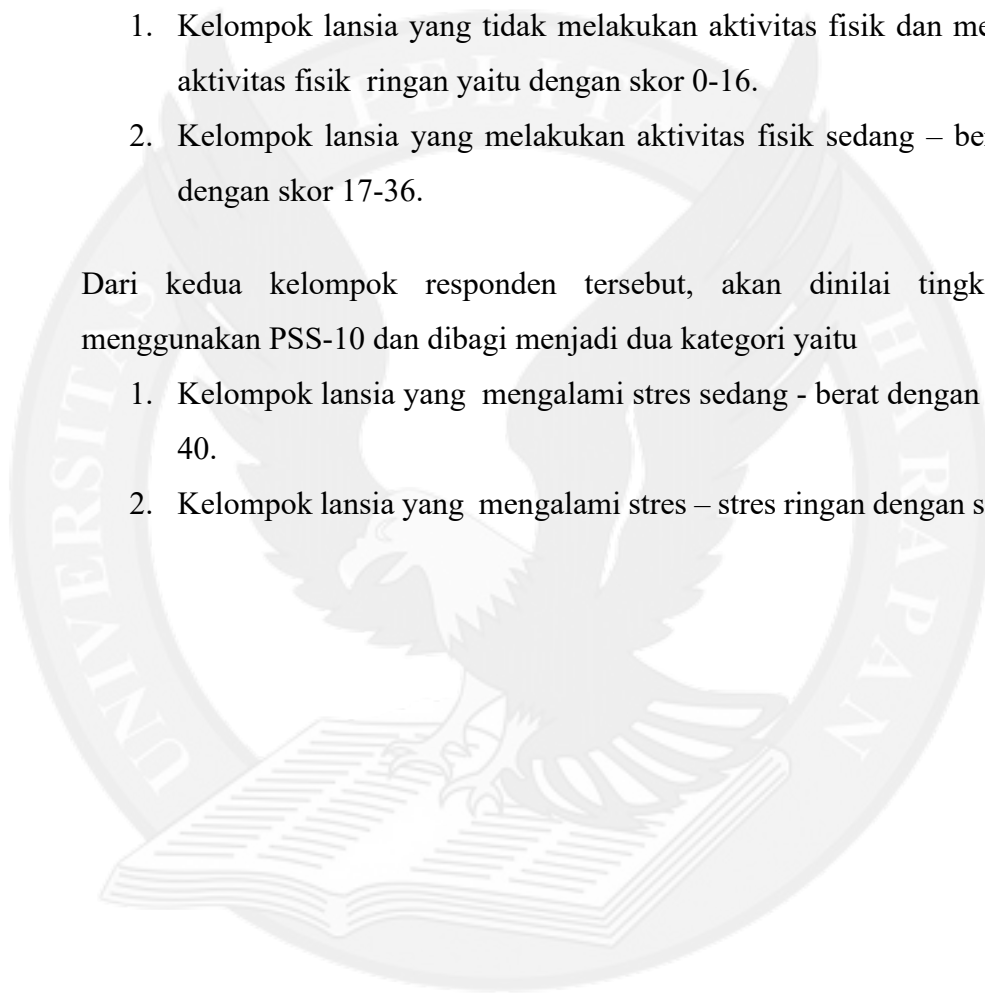 1. Kelompok lansia yang tidak melakukan aktivitas fisik dan
aktivitas fisik ringan yaitu dengan skor 0-16.
2. Kelompok lansia yang melakukan aktivitas fisik sedang –
dengan skor 17-36.
Dari kedua kelompok responden tersebut, akan dinilai
menggunakan PSS-10 dan dibagi menjadi dua kategori yaitu
1. Kelompok lansia yang mengalami stres sedang - berat dengan
40.
2. Kelompok lansia yang mengalami stres – stres ringan dengan
UNIVERSITAS PELITA HARAPAN